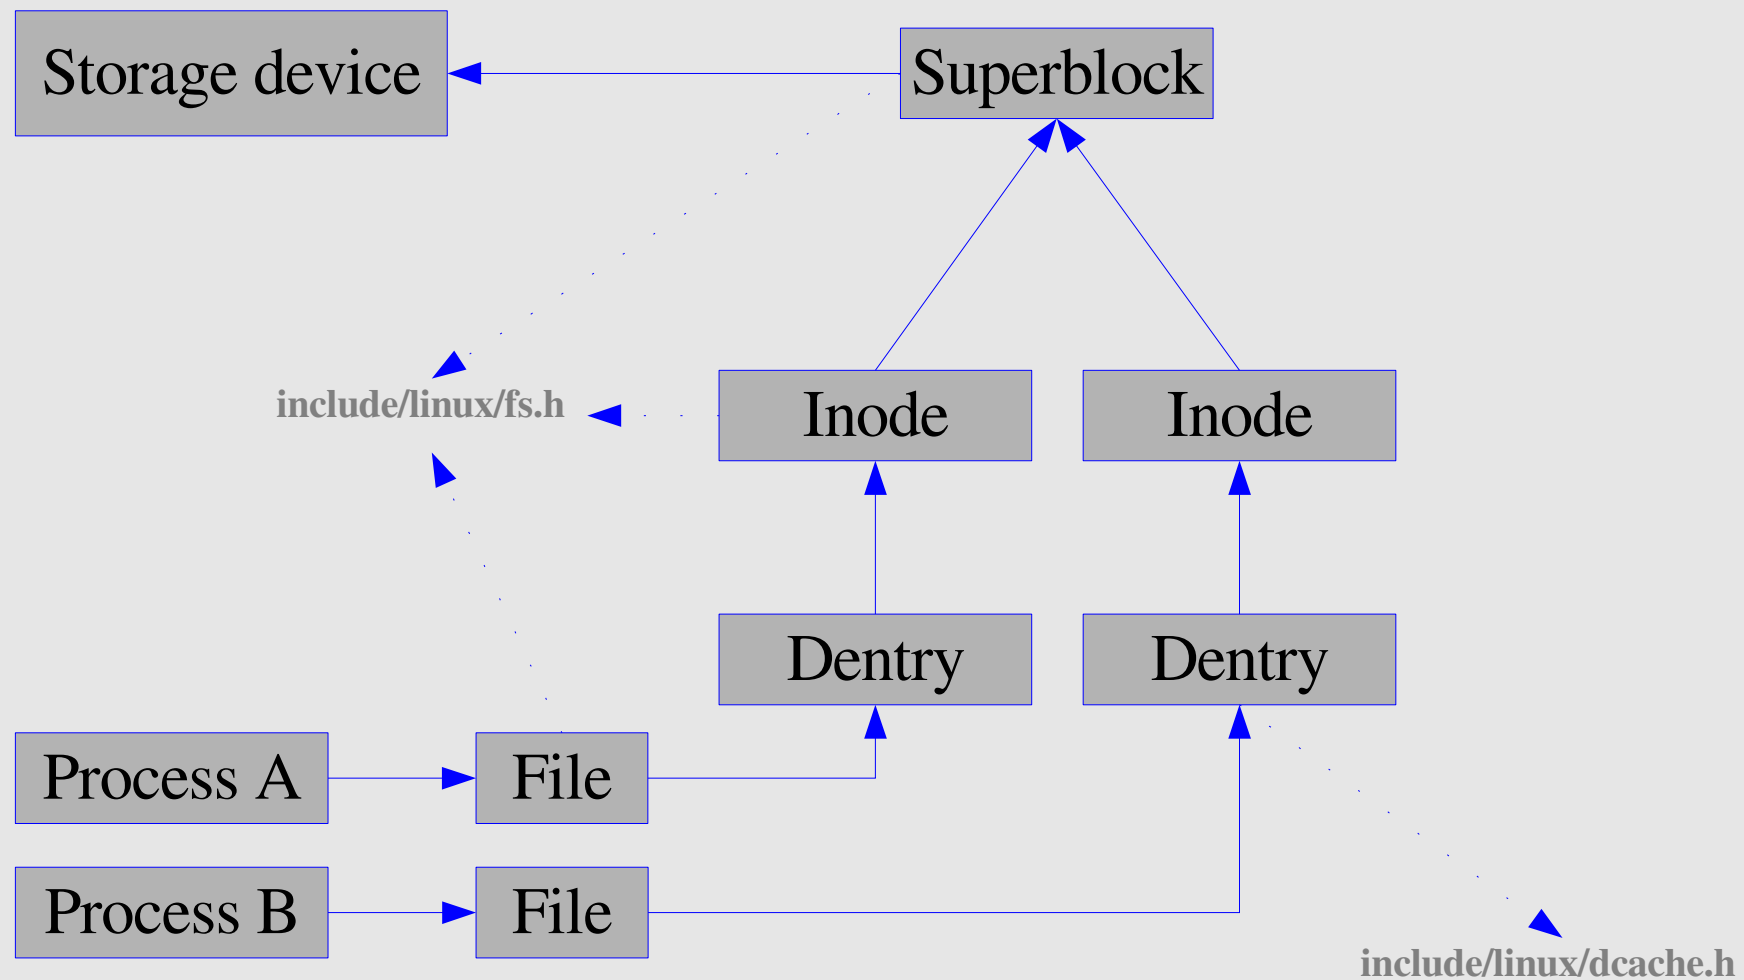 Storage device
Superblock
include/linux/fs.h
Inode
Inode
Dentry
Dentry
Process A
File
Process B
File
include/linux/dcache.h